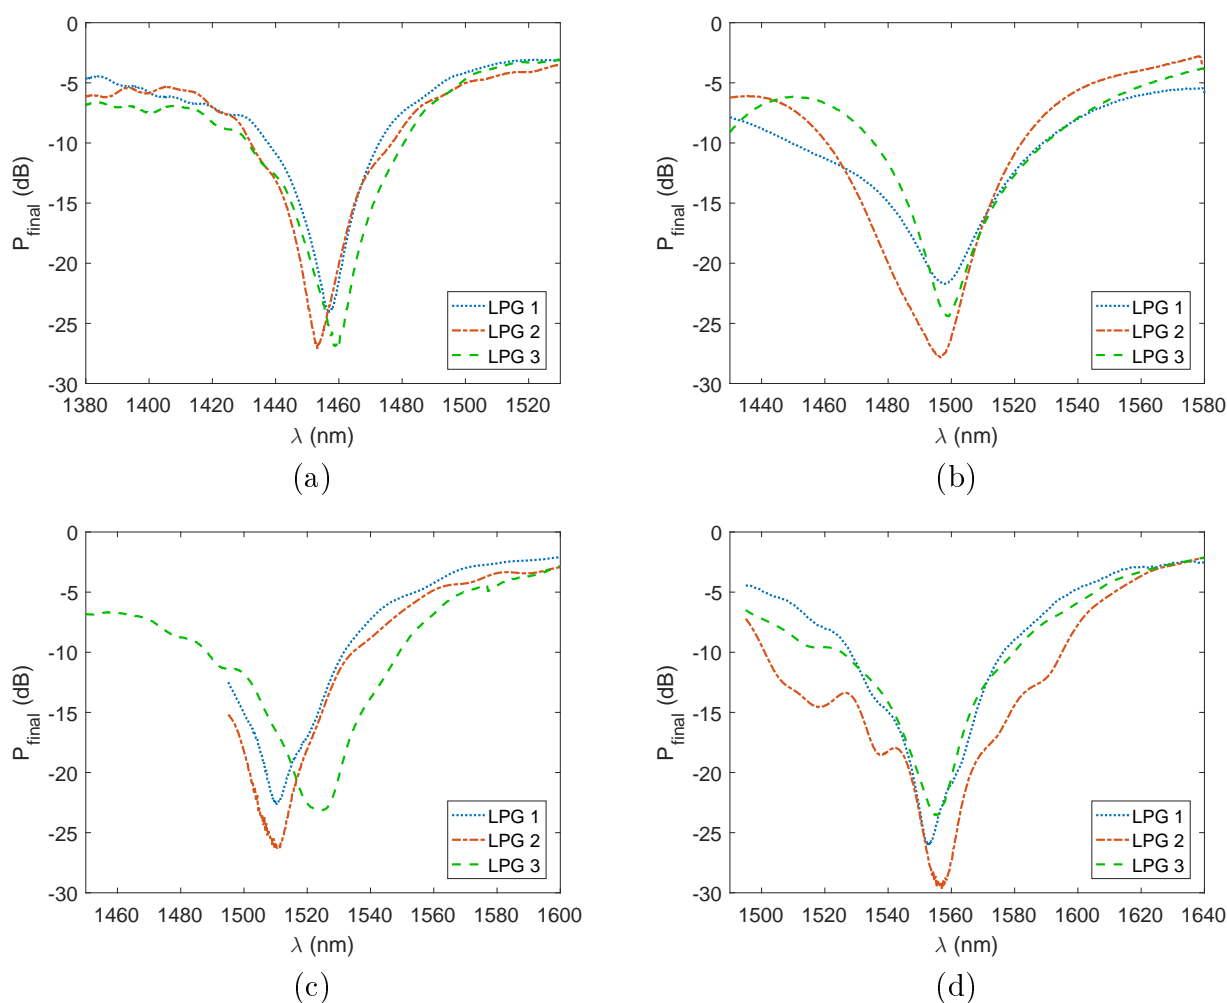 0
-5
-10
-15
-20
-25
-30
P_final (dB)
LPG 1
LPG 2
LPG 3
1380 1400 1420 1440 1460 1480 1500 1520
λ (nm)
(a)
0
-5
-10
-15
-20
-25
-30
P_final (dB)
LPG 1
LPG 2
LPG 3
1440 1460 1480 1500 1520 1540 1560 1580
λ (nm)
(b)
0
-5
-10
-15
-20
-25
-30
P_final (dB)
LPG 1
LPG 2
LPG 3
1460 1480 1500 1520 1540 1560 1580 1600
λ (nm)
(c)
0
-5
-10
-15
-20
-25
-30
P_final (dB)
LPG 1
LPG 2
LPG 3
1500 1520 1540 1560 1580 1600 1620 1640
λ (nm)
(d)